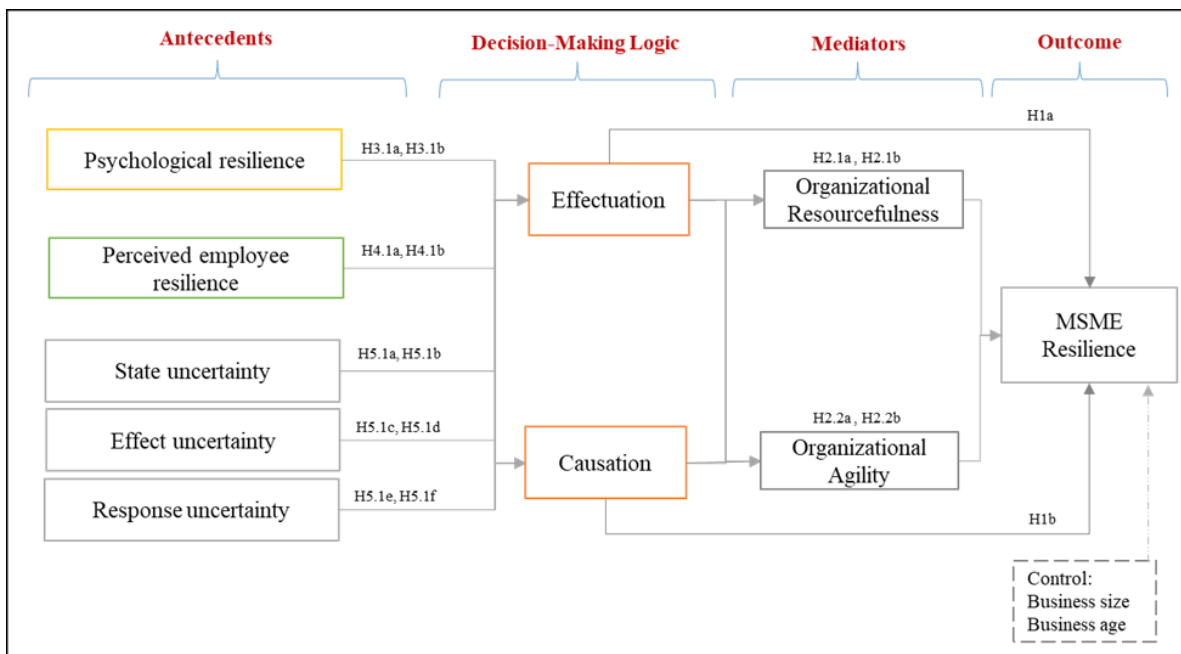 Antecedents
Decision-Making Logic
Mediators
Outcome
H1a
Psychological resilience
H3.1a, H3.1b
Effectuation
H2.1a , H2.1b
Organizational
Resourcefulness
Perceived employee
resilience
H4.1a, H4.1b
MSME
Resilience
State uncertainty
H5.1a, H5.1b
Effect uncertainty
H5.1c, H5.1d
Causation
H2.2a , H2.2b
Organizational
Agility
Response uncertainty
H5.1e, H5.1f
H1b
Control:
Business size
Business age